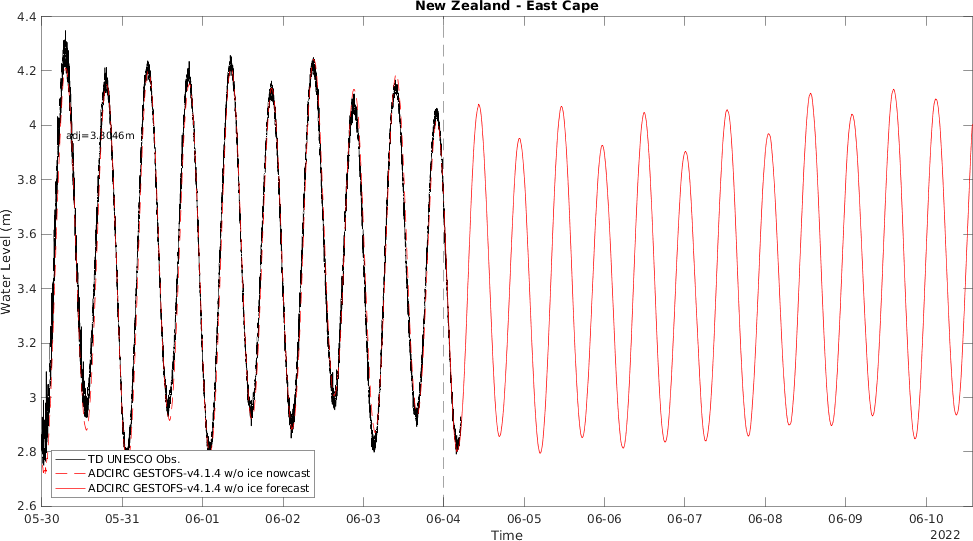 New Zealand - East Cape
4.4
4.2
4
3.8
3.6
3.4
3.2
3
2.8
2.6
Water Level (m)
adj=3.3046m
TD UNESCO Obs.
ADCIRC GESTOFS-v4.1.4 w/o ice nowcast
ADCIRC GESTOFS-v4.1.4 w/o ice forecast
05-30 05-31 06-01 06-02 06-03 06-04 06-05 06-06 06-07 06-08 06-09 06-10
Time
2022